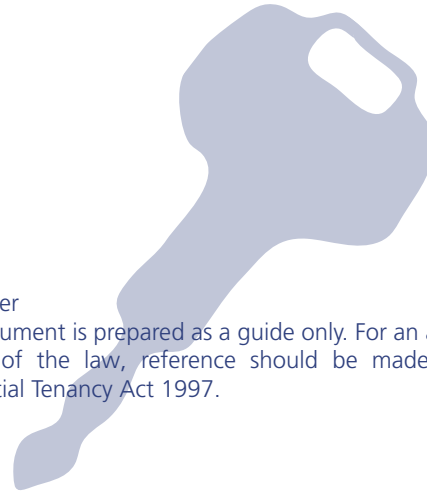 er
ument is prepared as a guide only. For an a
of the law, reference should be made
tial Tenancy Act 1997.